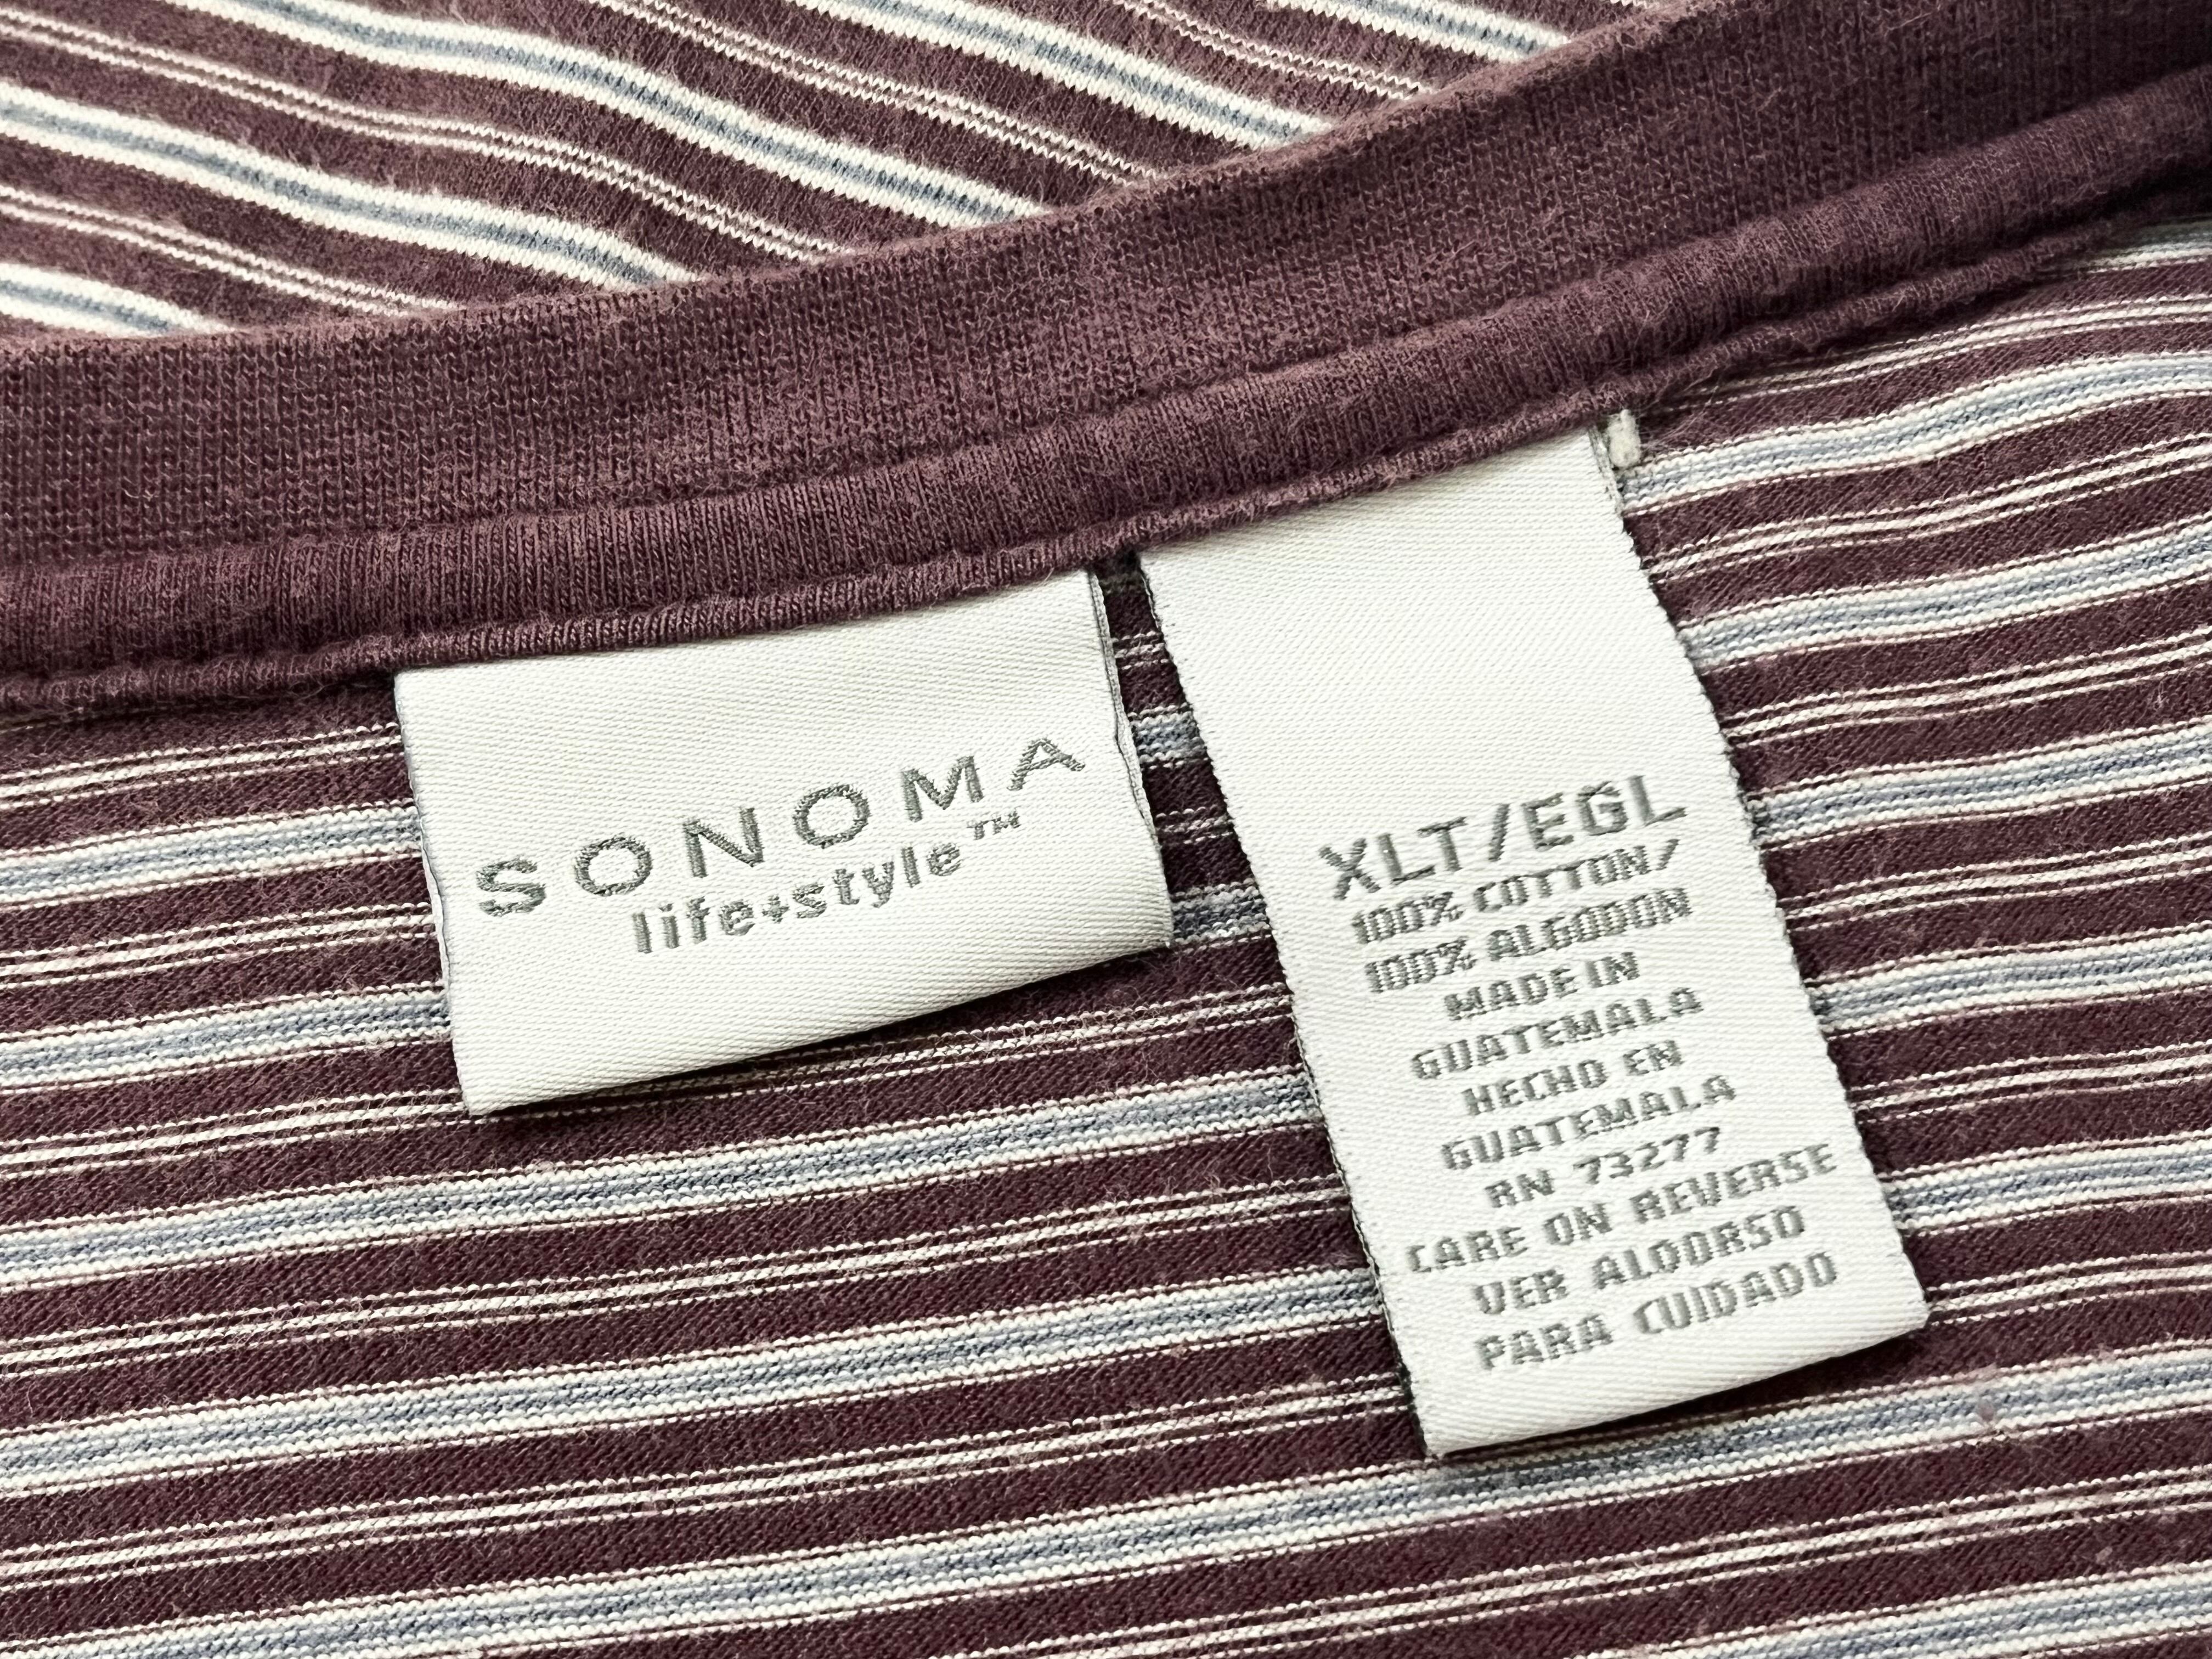 SONOMA
life+style™
XLT/EGL
100% COTTON/
100% ALGODON
MADE IN
GUATEMALA
HECHO EN
GUATEMALA
RN 73277
CARE ON REVERSE
VER ALODRSO
PARA CUIDADO